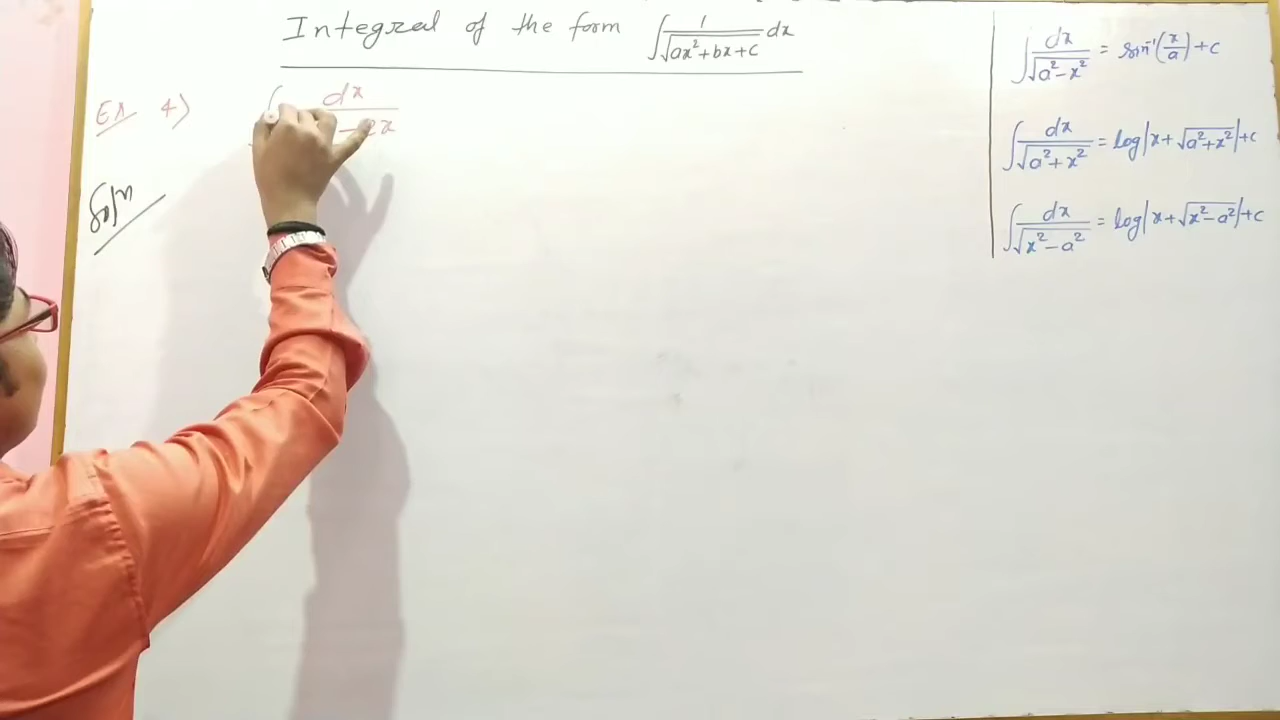 Integral of the form ∫ 1/√(ax²+bx+c) dx
Ex 4) ∫ dx/ −2x
Soln
∫ dx/√(a²−x²) = sin⁻¹(x/a)+c
∫ dx/√(a²+x²) = log|x+√(a²+x²)|+c
∫ dx/√(x²−a²) = log|x+√(x²−a²)|+c